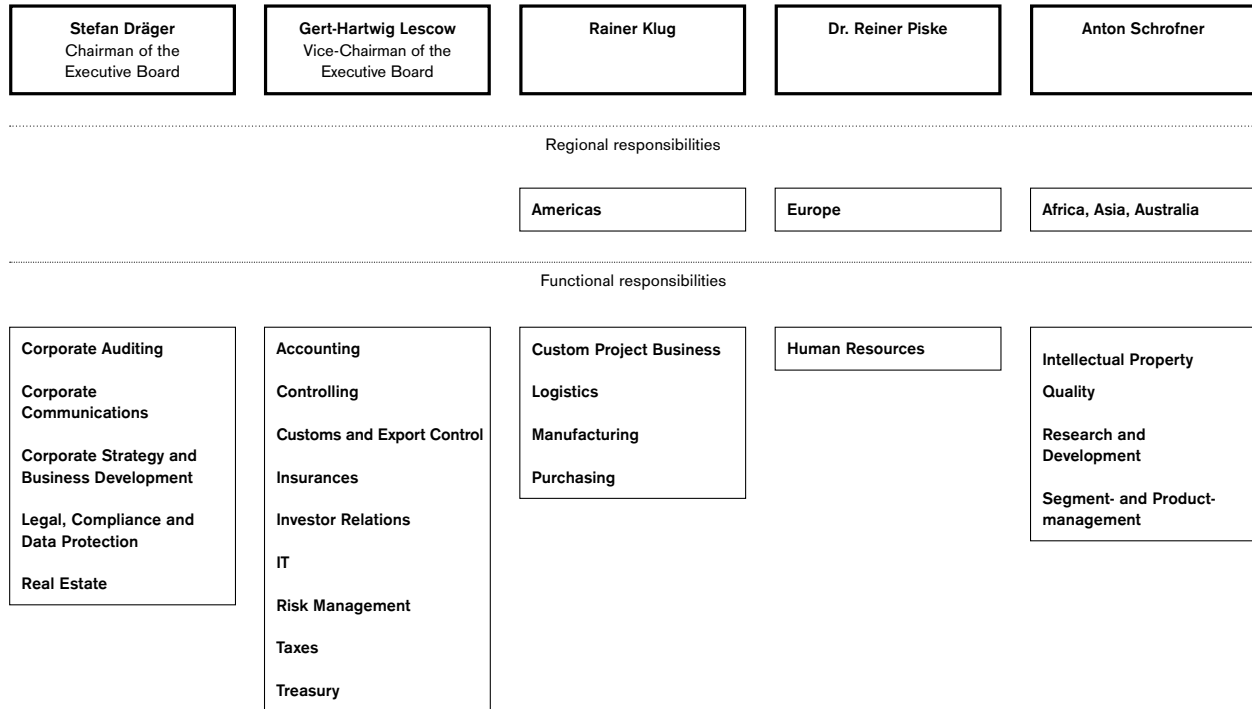 Stefan Dräger
Chairman of the
Executive Board
Gert-Hartwig Lescow
Vice-Chairman of the
Executive Board
Rainer Klug
Dr. Reiner Piske
Anton Schrofner
Regional responsibilities
Americas
Europe
Africa, Asia, Australia
Functional responsibilities
Corporate Auditing
Corporate
Communications
Corporate Strategy and
Business Development
Legal, Compliance and
Data Protection
Real Estate
Accounting
Controlling
Customs and Export Control
Insurances
Investor Relations
IT
Risk Management
Taxes
Treasury
Custom Project Business
Logistics
Manufacturing
Purchasing
Human Resources
Intellectual Property
Quality
Research and
Development
Segment- and Product-
management